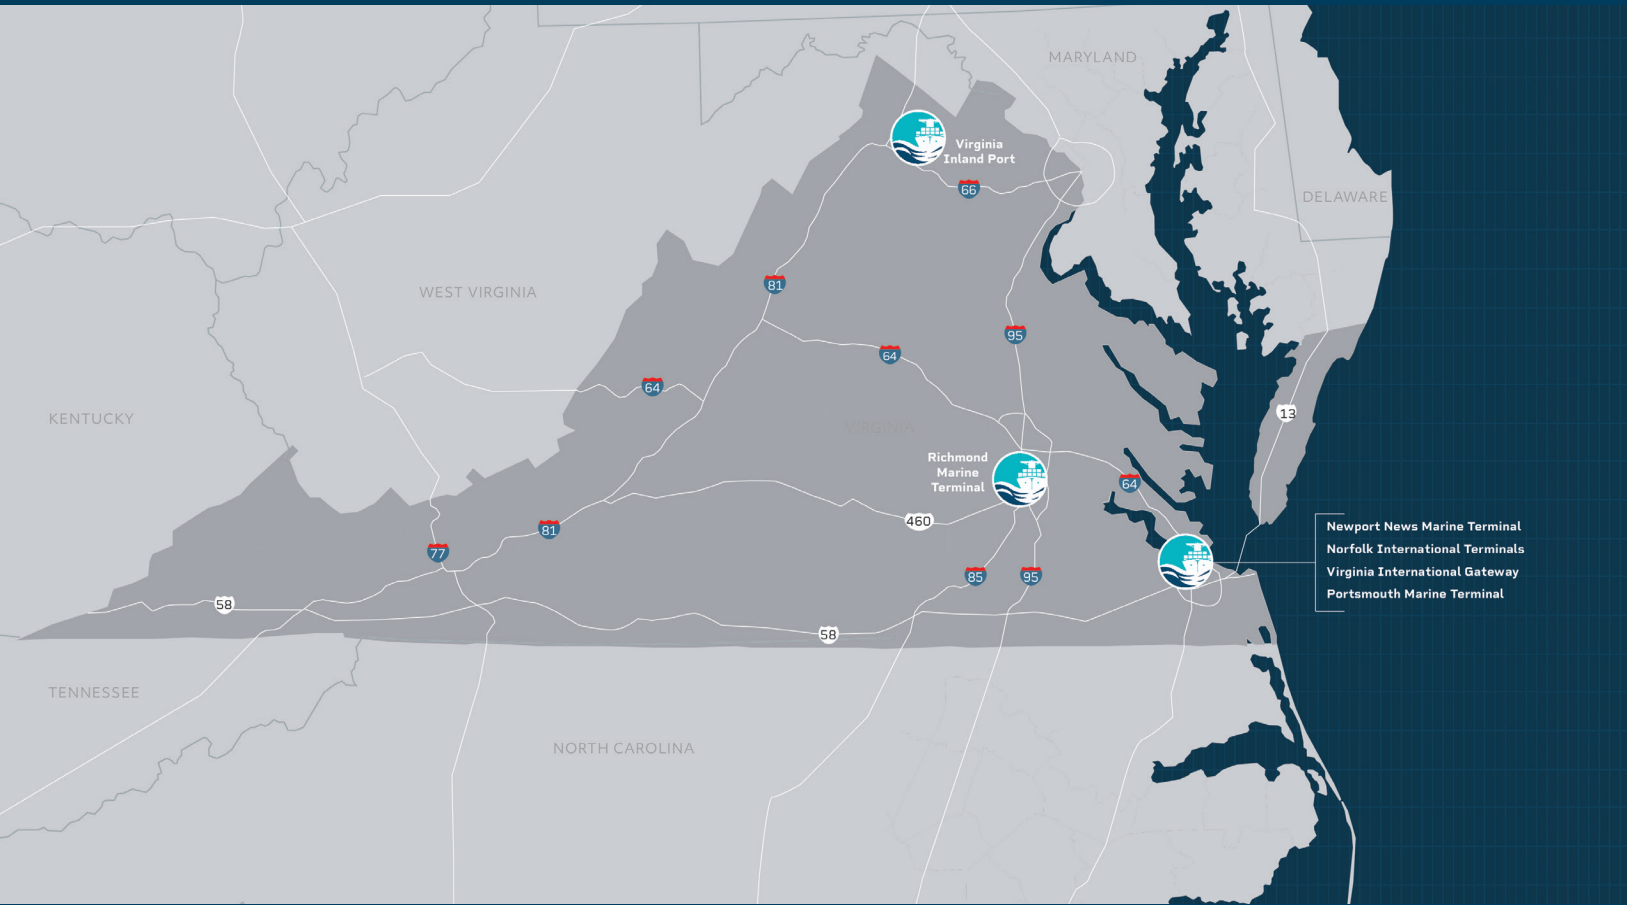 MARYLAND
Virginia
Inland Port
66
DELAWARE
81
WEST VIRGINIA
95
64
64
13
KENTUCKY
VIRGINIA
Richmond
Marine
Terminal
64
460
Newport News Marine Terminal
Norfolk International Terminals
Virginia International Gateway
Portsmouth Marine Terminal
81
77
85
95
58
58
TENNESSEE
NORTH CAROLINA